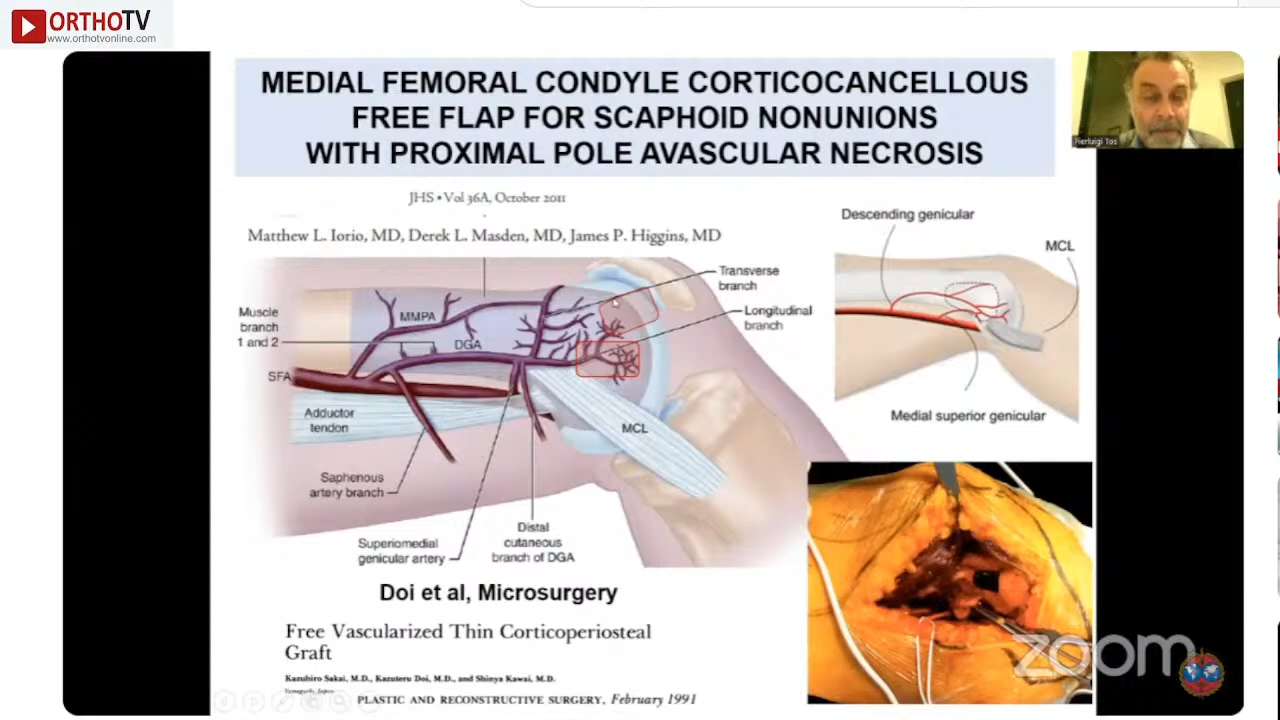 ORTHOTV
www.orthotvonline.com
MEDIAL FEMORAL CONDYLE CORTICOCANCELLOUS
FREE FLAP FOR SCAPHOID NONUNIONS
WITH PROXIMAL POLE AVASCULAR NECROSIS
Pierluigi Tos
JHS • Vol 36A, October 2011
Matthew L. Iorio, MD, Derek L. Masden, MD, James P. Higgins, MD
Transverse
branch
Longitudinal
branch
Muscle
branch
1 and 2
MMPA
DGA
SFA
Adductor
tendon
MCL
Saphenous
artery branch
Superiomedial
genicular artery
Distal
cutaneous
branch of DGA
Descending genicular
MCL
Medial superior genicular
Doi et al, Microsurgery
Free Vascularized Thin Corticoperiosteal
Graft
Kazuhiro Sakai, M.D., Kazuteru Doi, M.D., and Shinya Kawai, M.D.
Yamaguchi, Japan
PLASTIC AND RECONSTRUCTIVE SURGERY, February 1991
zoom